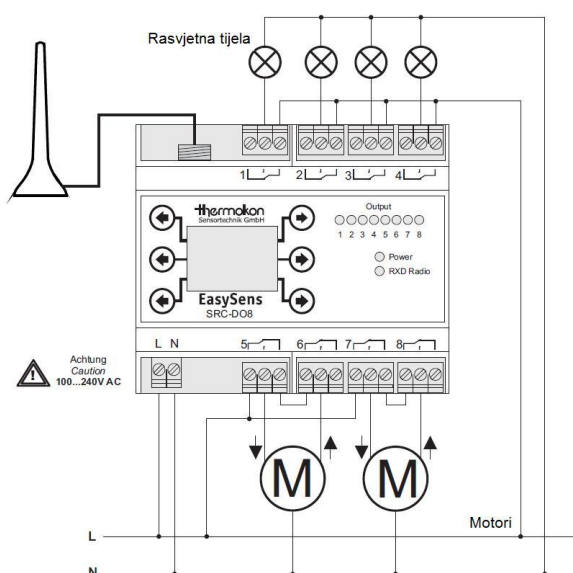 Rasvjetna tijela
1 2 3 4
thermokon
Sensortechnik GmbH
Output
1 2 3 4 5 6 7 8
Power
RXD Radio
EasySens
SRC-DO8
L N 5 6 7 8
Achtung
Caution
100...240V AC
M M
Motori
L
N